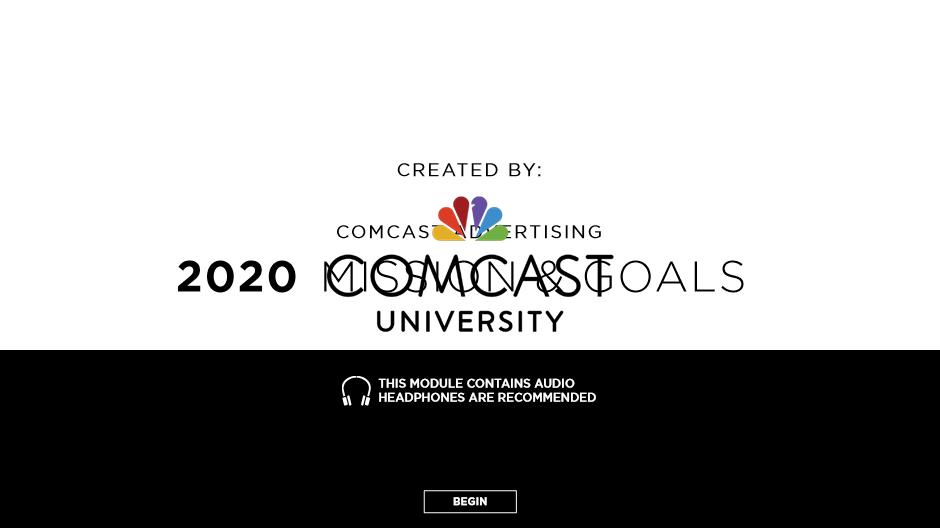 CREATED BY:
COMCAST ADVERTISING
2020 MISSION & GOALS
COMCAST
UNIVERSITY
THIS MODULE CONTAINS AUDIO
HEADPHONES ARE RECOMMENDED
BEGIN